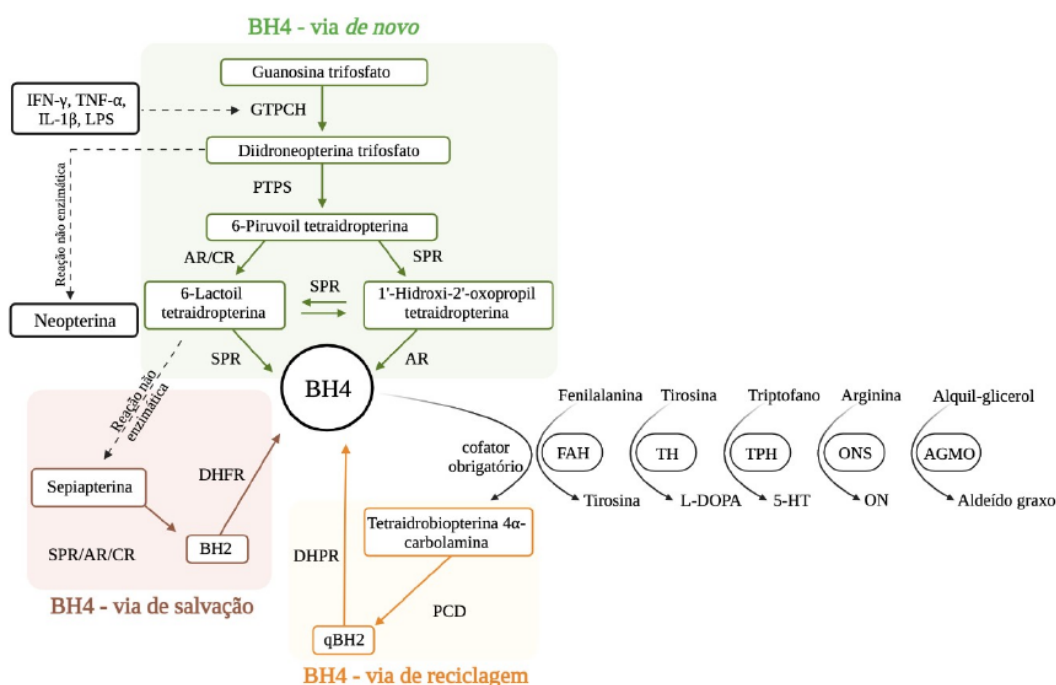 BH4 - via de novo
Guanosina trifosfato
IFN-γ, TNF-α,
IL-1β, LPS
GTPCH
Diidroneopterina trifosfato
Reação não enzimática
PTPS
6-Piruvoil tetraidropterina
AR/CR
SPR
Neopterina
6-Lactoil
tetraidropterina
SPR
1'-Hidroxi-2'-oxopropil
tetraidropterina
SPR
AR
BH4
Reação não
enzimática
Sepiapterina
DHFR
SPR/AR/CR
BH2
BH4 - via de salvação
Fenilalanina
Tirosina
Triptofano
Arginina
Alquil-glicerol
cofator
obrigatório
FAH
TH
TPH
ONS
AGMO
Tirosina
L-DOPA
5-HT
ON
Aldeído graxo
Tetraidrobiopterina 4α-
carbolamina
DHPR
PCD
qBH2
BH4 - via de reciclagem